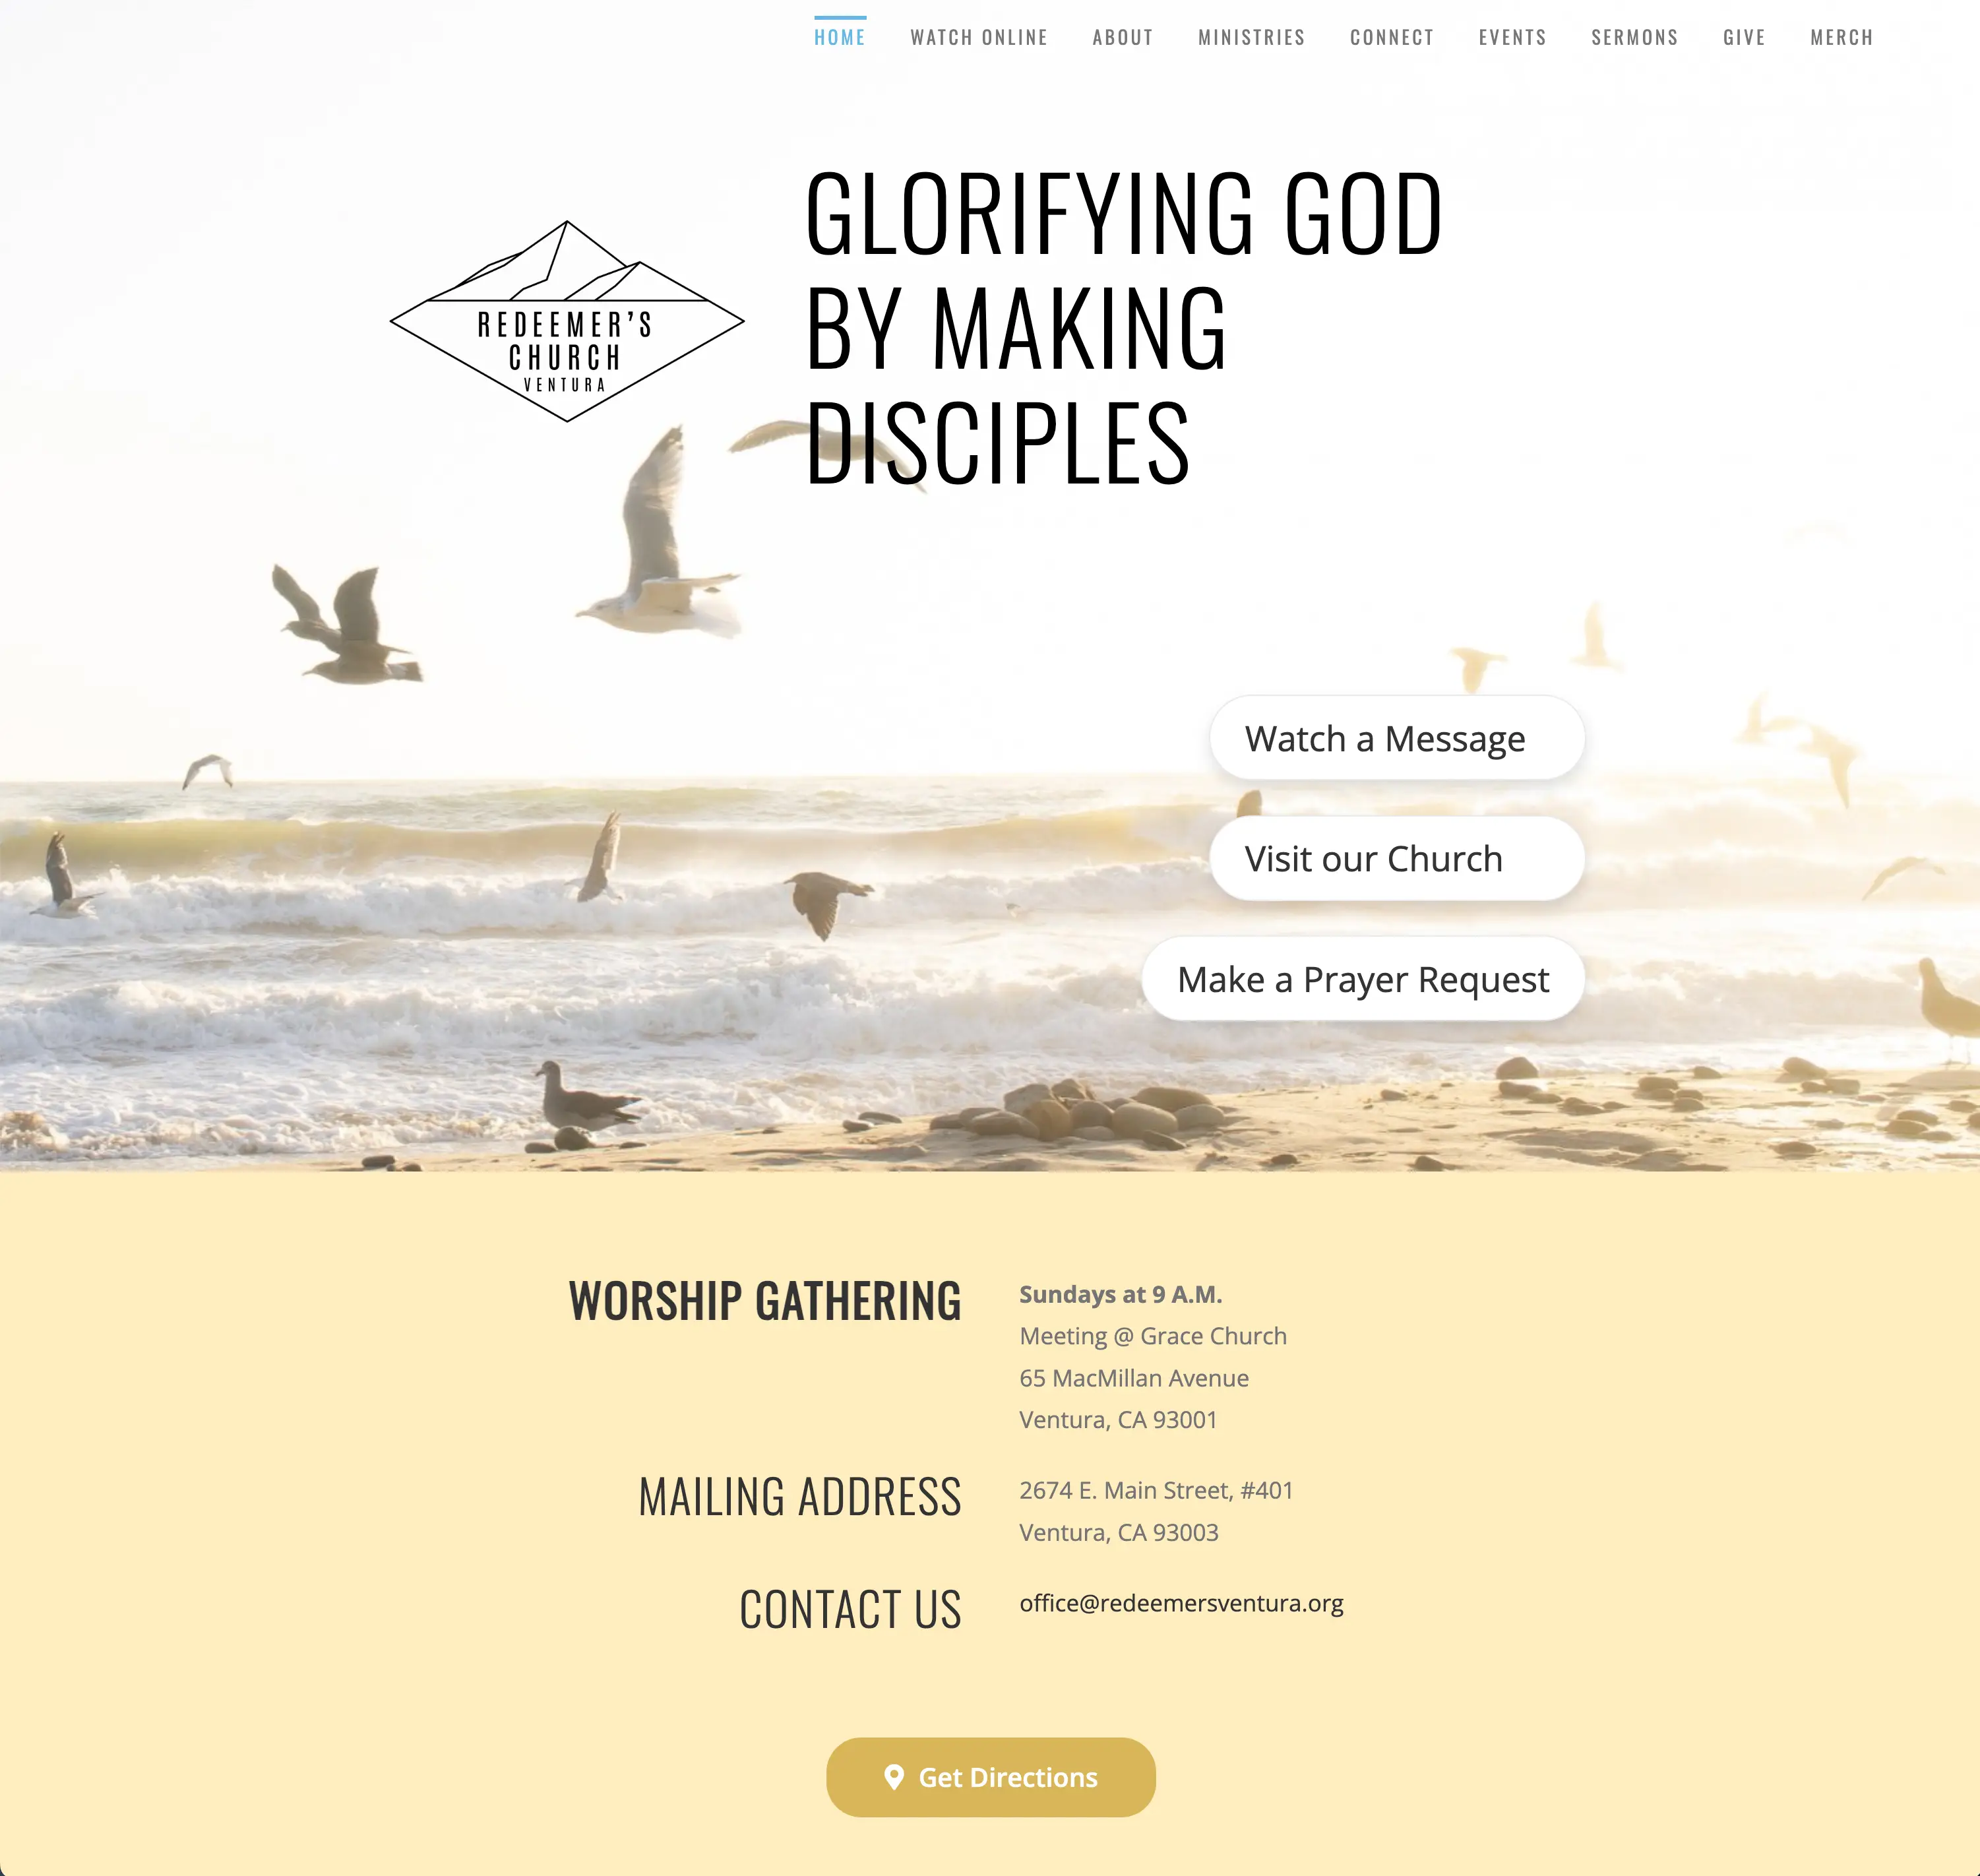 HOME WATCH ONLINE ABOUT MINISTRIES CONNECT EVENTS SERMONS GIVE MERCH
REDEEMER'S
CHURCH
VENTURA
GLORIFYING GOD
BY MAKING
DISCIPLES
Watch a Message
Visit our Church
Make a Prayer Request
WORSHIP GATHERING
Sundays at 9 A.M.
Meeting @ Grace Church
65 MacMillan Avenue
Ventura, CA 93001
MAILING ADDRESS
2674 E. Main Street, #401
Ventura, CA 93003
CONTACT US
office@redeemersventura.org
Get Directions